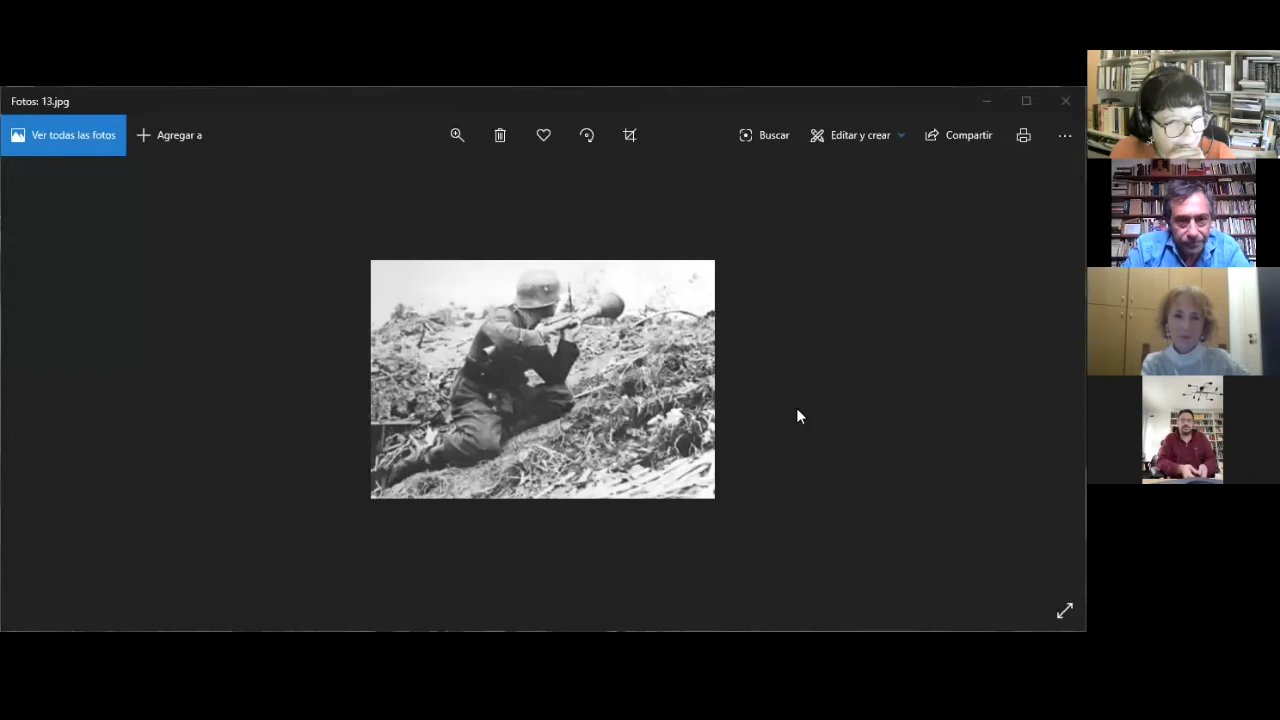 Fotos: 13.jpg
Ver todas las fotos
Agregar a
Buscar
Editar y crear
Compartir